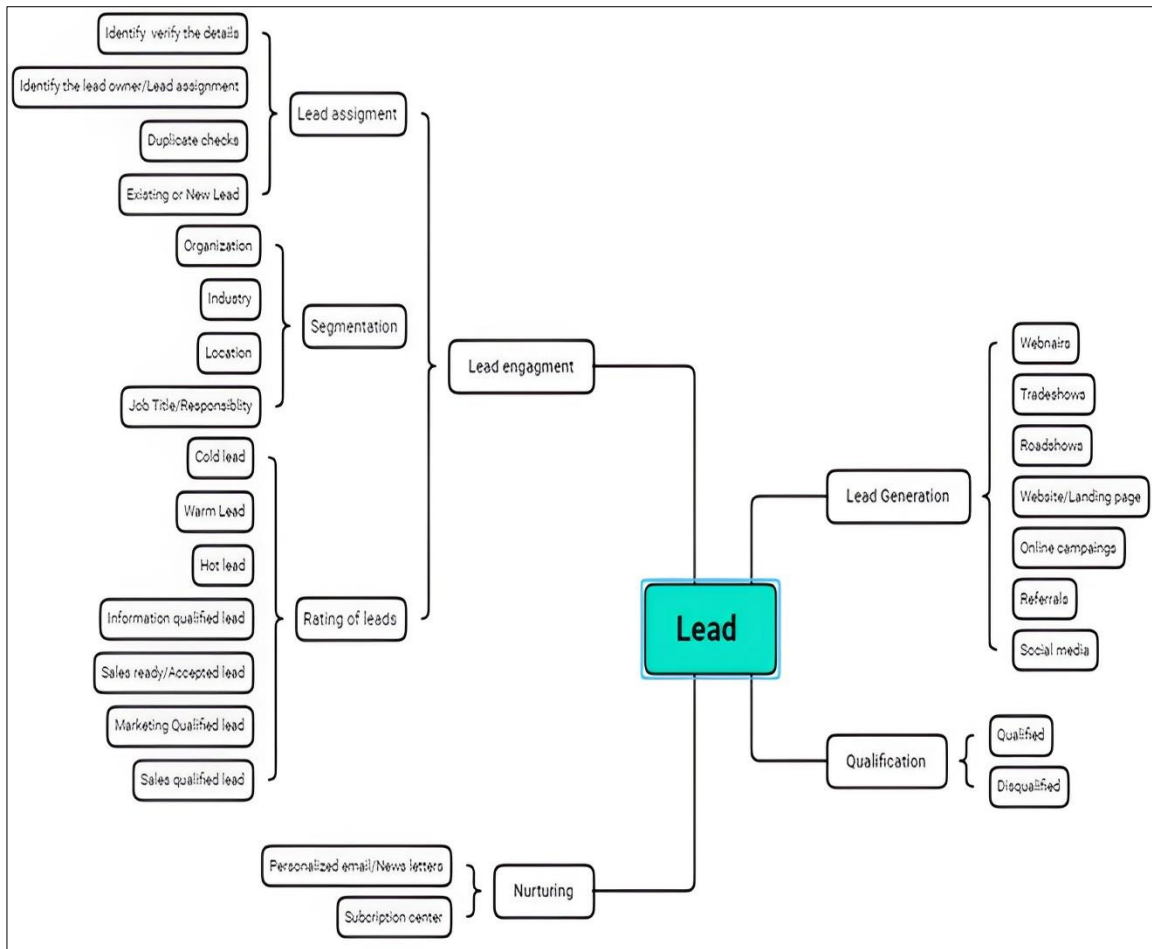 Identify verify the details
Identify the lead owner/Lead assignment
Duplicate checks
Existing or New Lead
Lead assigment
Organization
Industry
Location
Job Title/Responsiblity
Segmentation
Cold lead
Warm Lead
Hot lead
Information qualified lead
Sales ready/Accepted lead
Marketing Qualified lead
Sales qualified lead
Rating of leads
Lead engagment
Personalized email/News letters
Subcription center
Nurturing
Lead
Lead Generation
Webnairs
Tradeshows
Roadshows
Website/Landing page
Online campaings
Referrals
Social media
Qualification
Qualified
Disqualified